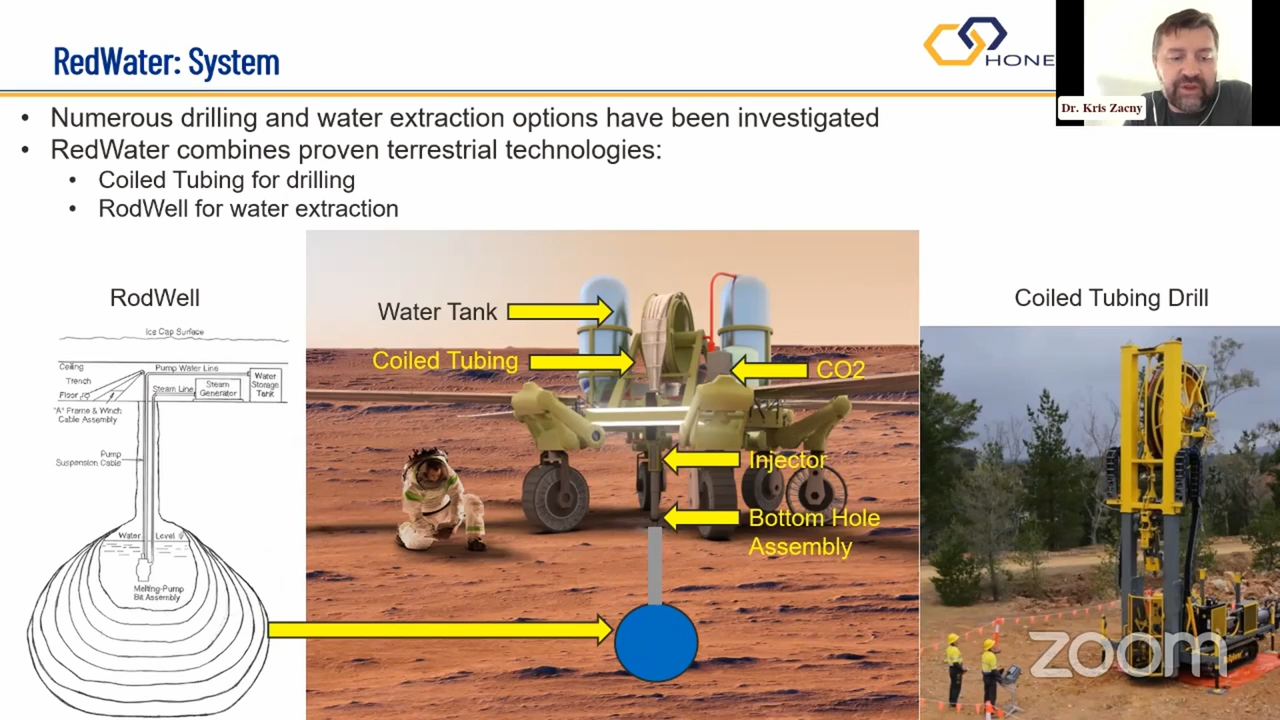 RedWater: System
HONE
Dr. Kris Zacny
• Numerous drilling and water extraction options have been investigated
• RedWater combines proven terrestrial technologies:
• Coiled Tubing for drilling
• RodWell for water extraction
RodWell
Ice Cap Surface
Ceiling
Trench
Floor
"A" Frame & Winch
Cable Assembly
Pump Water Line
Steam Line
Steam
Generator
Water
Storage
Tank
Pump
Suspension Cable
Water Level
Melting-Pump
Bit Assembly
Water Tank
Coiled Tubing
CO2
Injector
Bottom Hole
Assembly
Coiled Tubing Drill
zoom